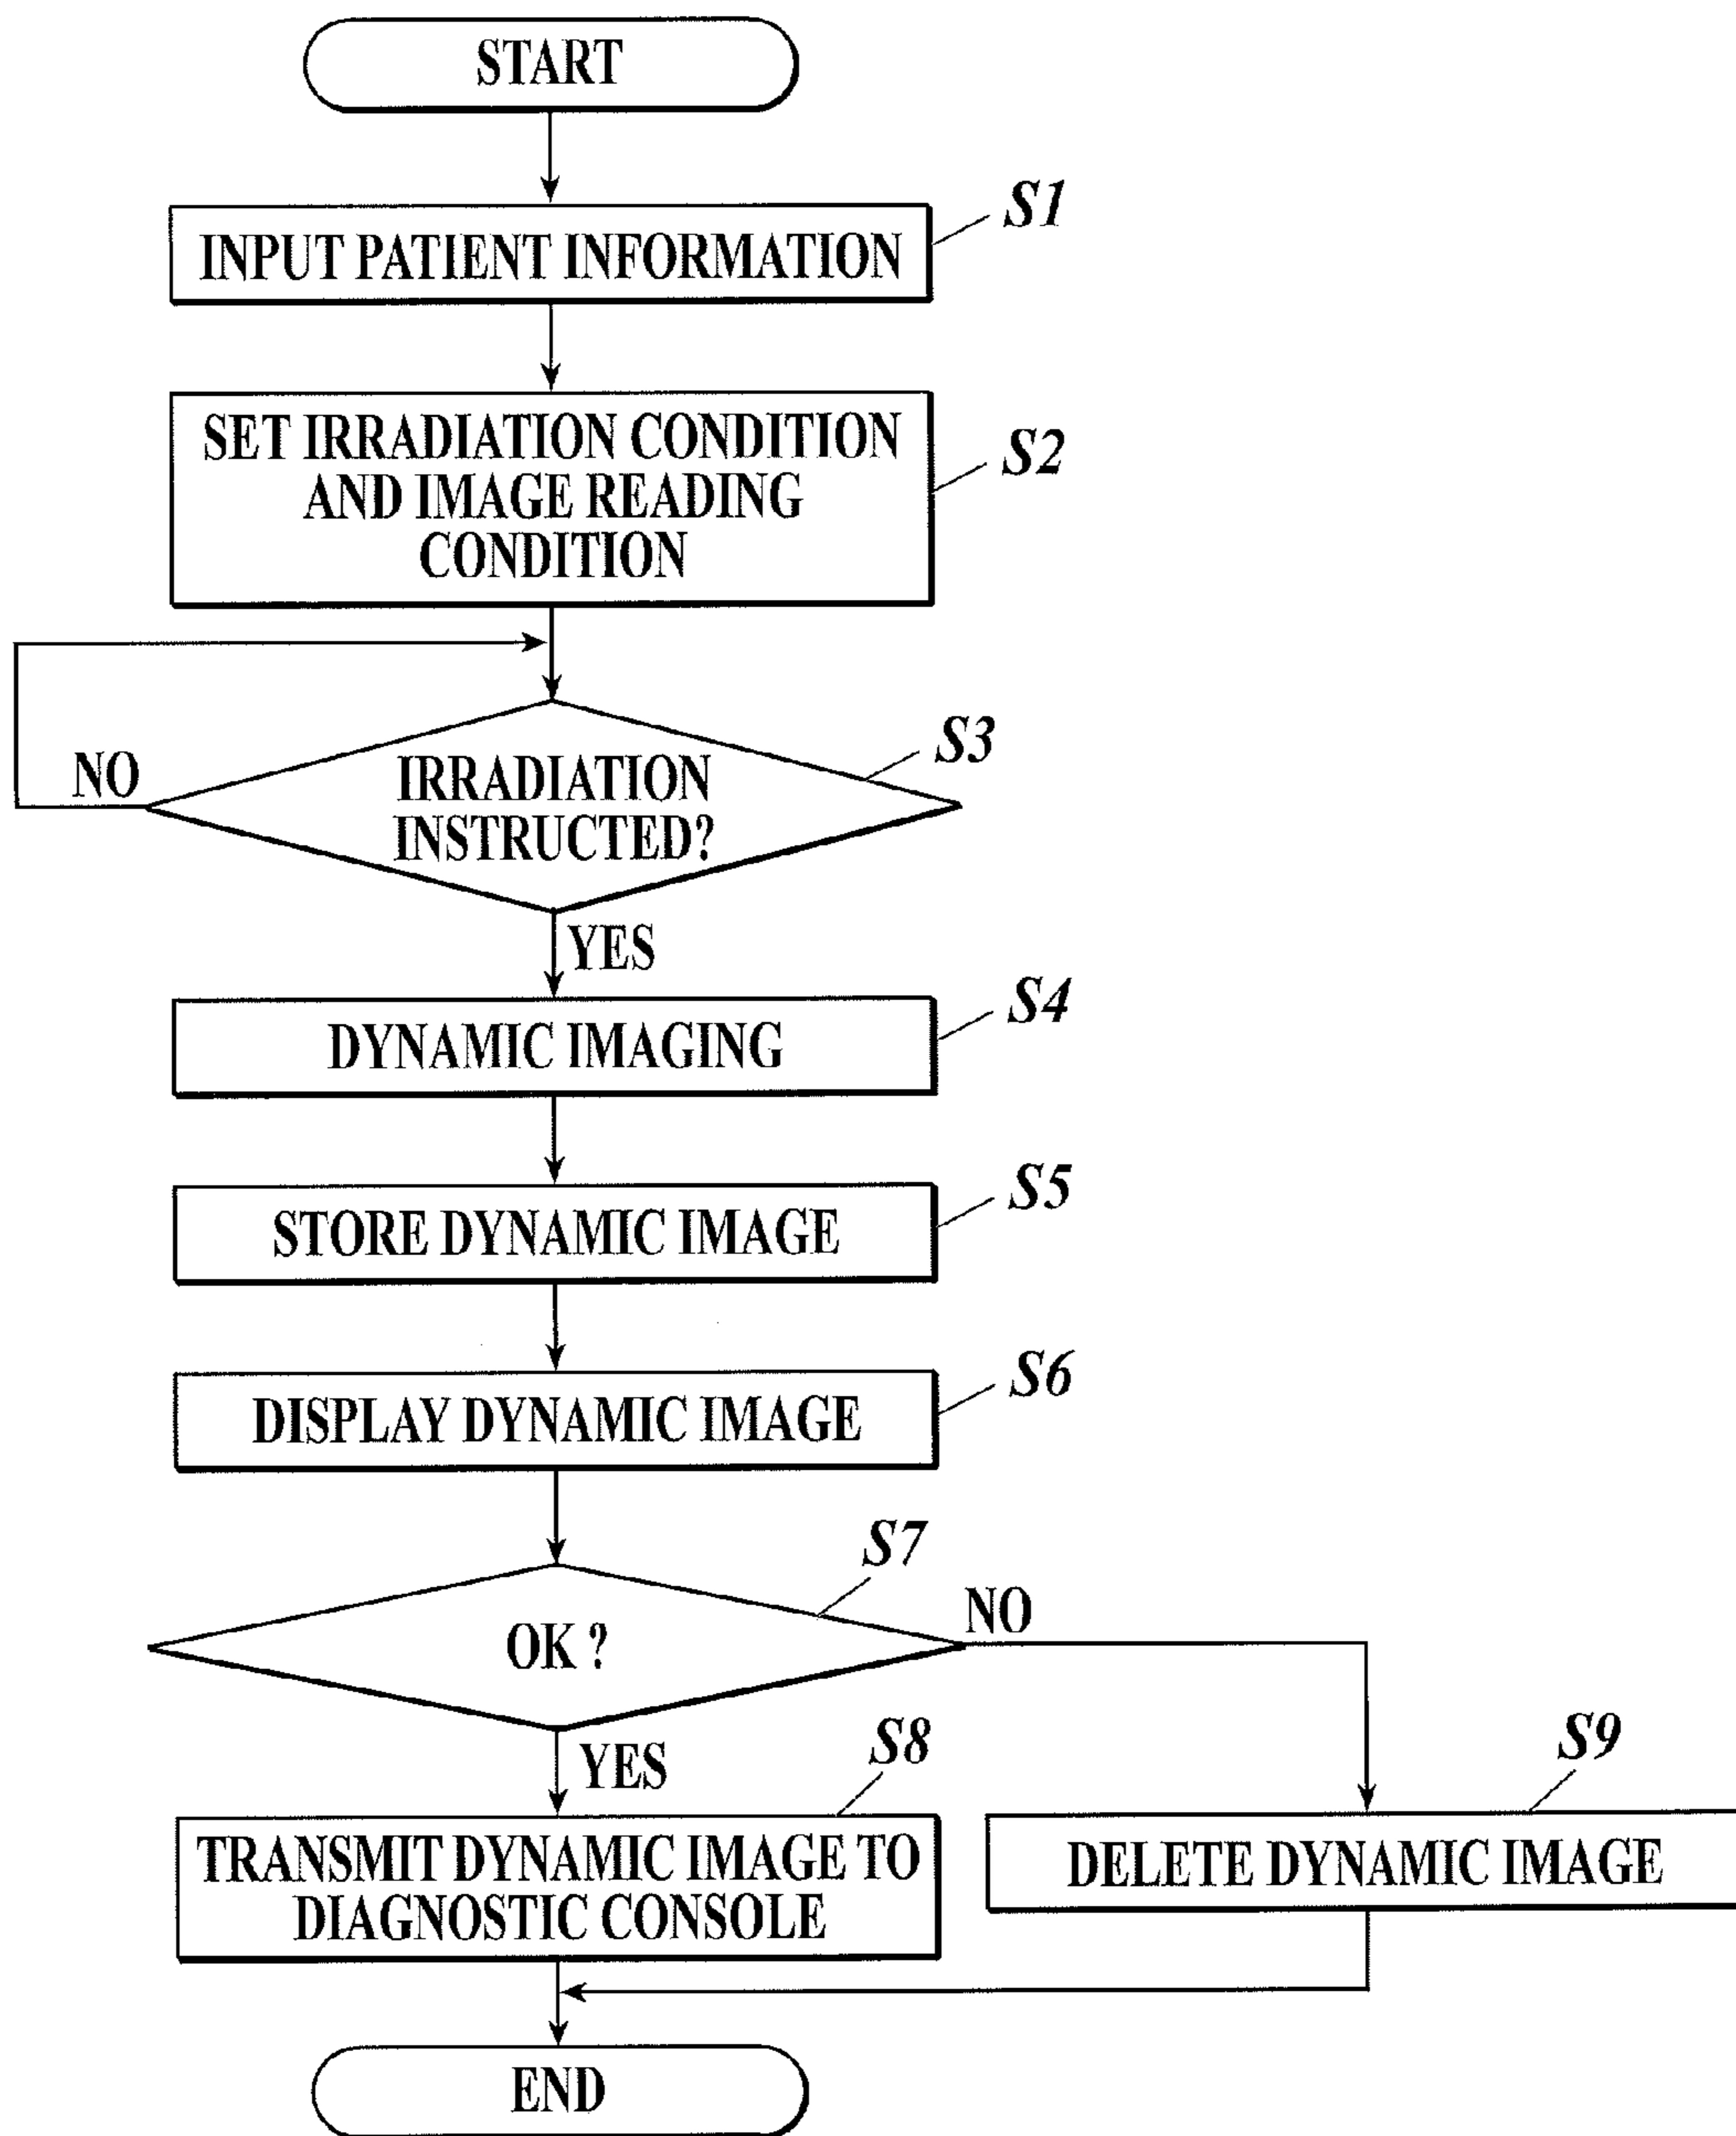 START
S1
INPUT PATIENT INFORMATION
S2
SET IRRADIATION CONDITION
AND IMAGE READING
CONDITION
S3
NO
IRRADIATION
INSTRUCTED?
YES
S4
DYNAMIC IMAGING
S5
STORE DYNAMIC IMAGE
S6
DISPLAY DYNAMIC IMAGE
S7
NO
OK ?
YES
S8
TRANSMIT DYNAMIC IMAGE TO
DIAGNOSTIC CONSOLE
S9
DELETE DYNAMIC IMAGE
END